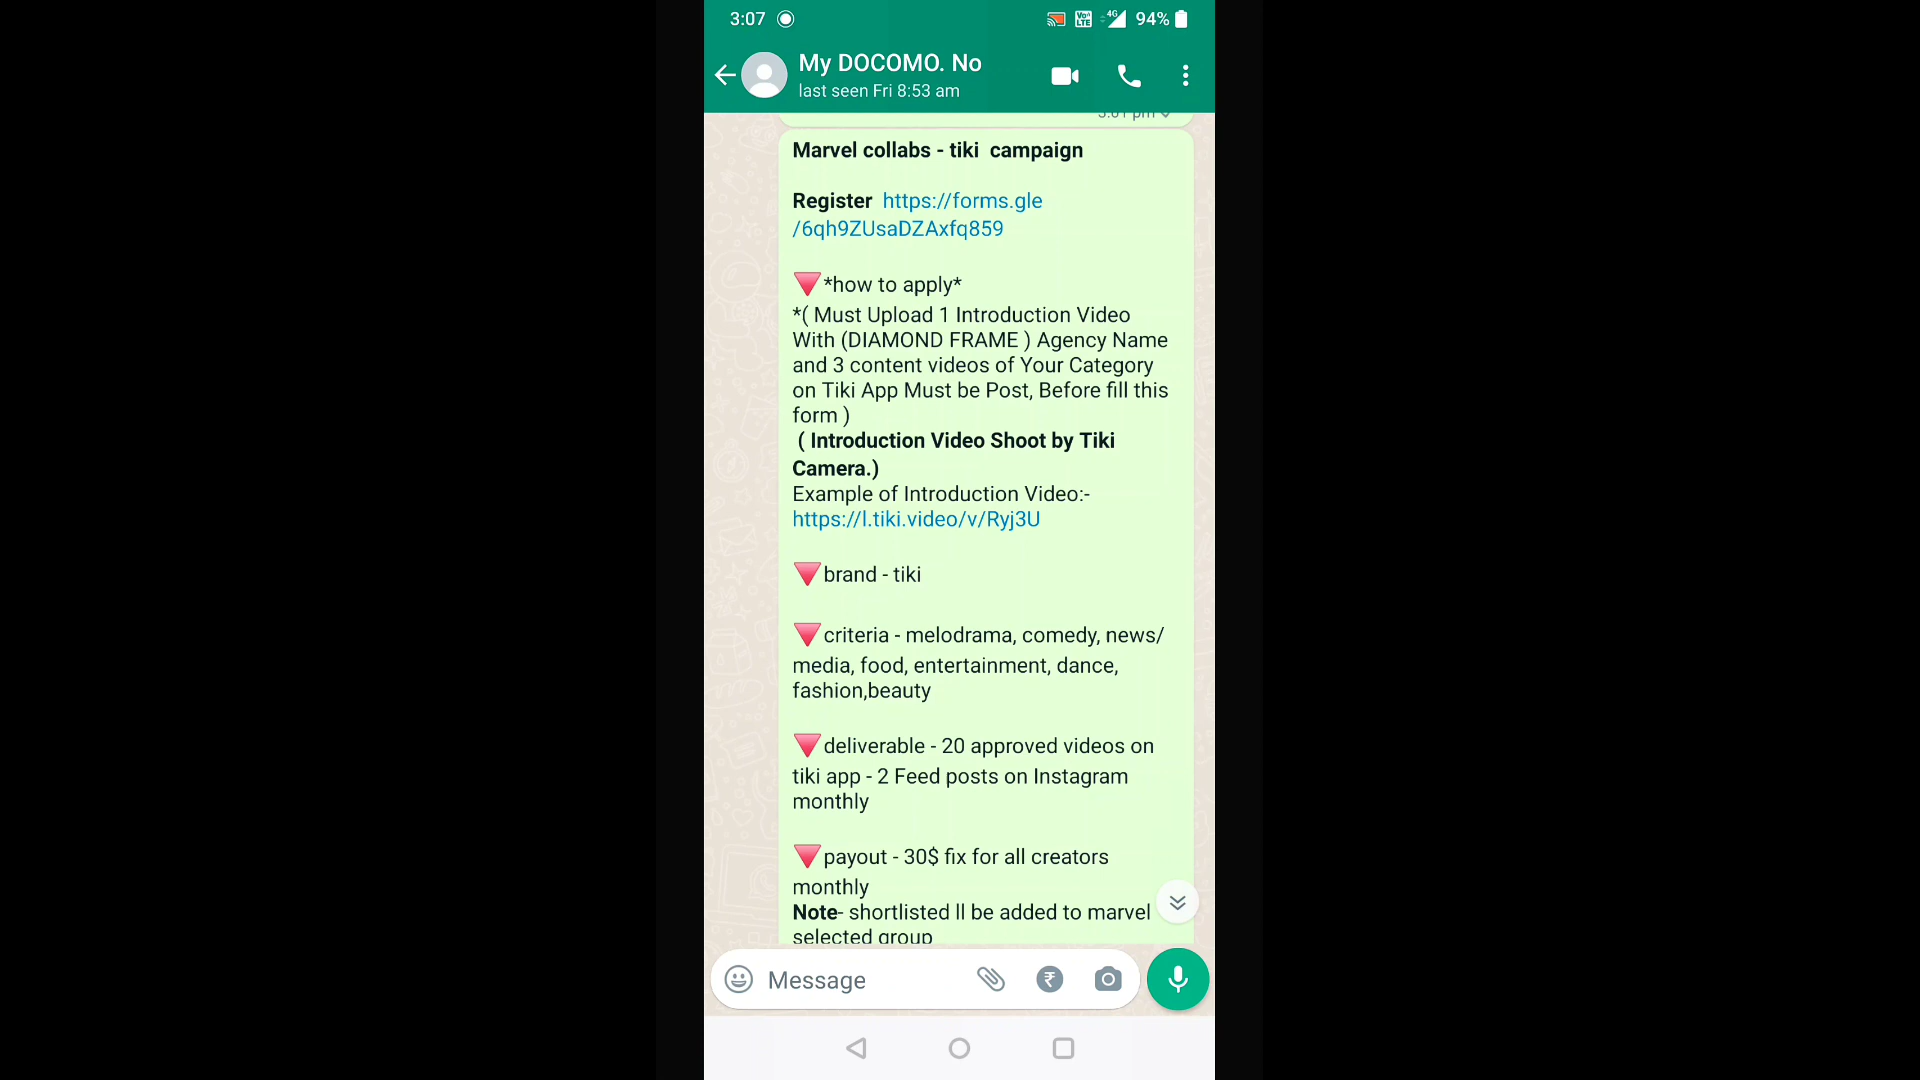 3:07
Vo))
LTE
4G
94%
My DOCOMO. No
last seen Fri 8:53 am
Marvel collabs - tiki  campaign
Register  https://forms.gle
/6qh9ZUsaDZAxfq859
🔻*how to apply*
*( Must Upload 1 Introduction Video
With (DIAMOND FRAME ) Agency Name
and 3 content videos of Your Category
on Tiki App Must be Post, Before fill this
form )
( Introduction Video Shoot by Tiki
Camera.)
Example of Introduction Video:-
https://l.tiki.video/v/Ryj3U
🔻brand - tiki
🔻criteria - melodrama, comedy, news/
media, food, entertainment, dance,
fashion,beauty
🔻deliverable - 20 approved videos on
tiki app - 2 Feed posts on Instagram
monthly
🔻payout - 30$ fix for all creators
monthly
Note- shortlisted ll be added to marvel
selected group
Message
₹